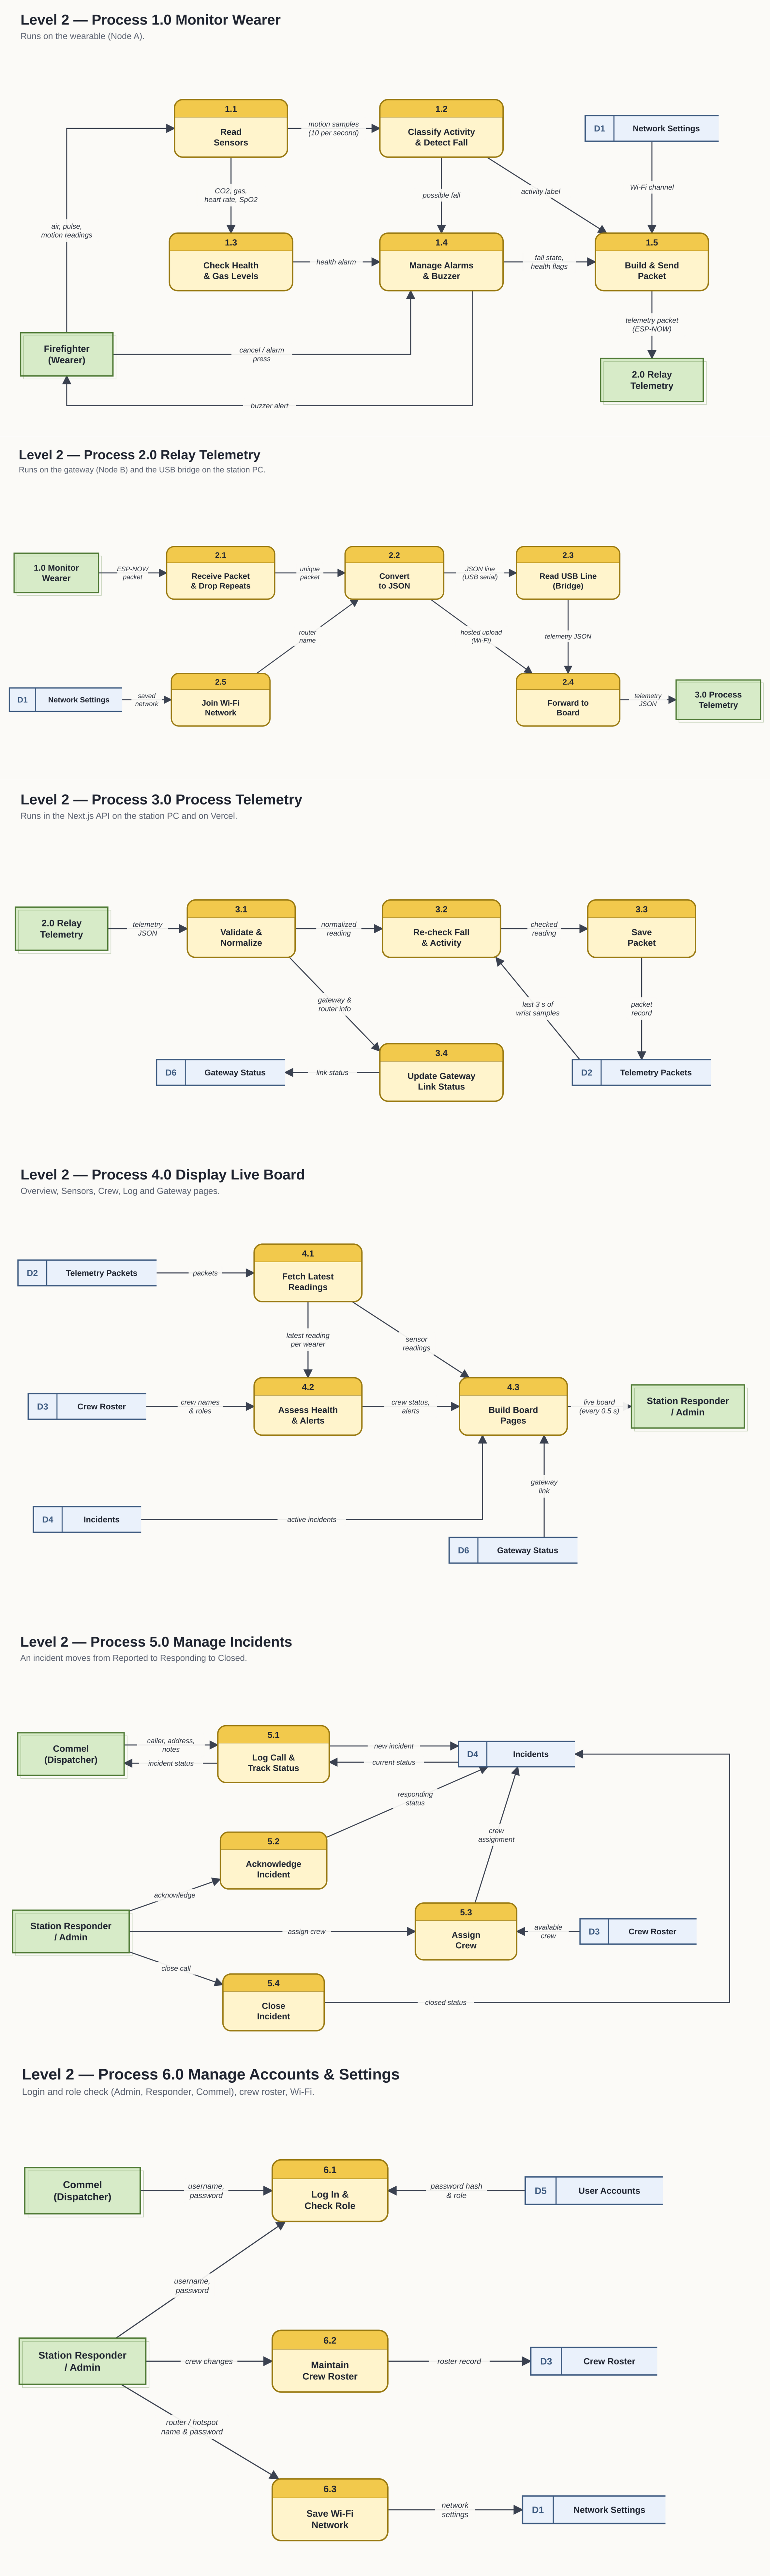 Level 2 — Process 1.0 Monitor Wearer
Runs on the wearable (Node A).
1.1
Read
Sensors
motion samples
(10 per second)
1.2
Classify Activity
& Detect Fall
D1
Network Settings
CO2, gas,
heart rate, SpO2
possible fall
activity label
Wi-Fi channel
air, pulse,
motion readings
1.3
Check Health
& Gas Levels
health alarm
1.4
Manage Alarms
& Buzzer
fall state,
health flags
1.5
Build & Send
Packet
telemetry packet
(ESP-NOW)
Firefighter
(Wearer)
cancel / alarm
press
2.0 Relay
Telemetry
buzzer alert
Level 2 — Process 2.0 Relay Telemetry
Runs on the gateway (Node B) and the USB bridge on the station PC.
1.0 Monitor
Wearer
ESP-NOW
packet
2.1
Receive Packet
& Drop Repeats
unique
packet
2.2
Convert
to JSON
JSON line
(USB serial)
2.3
Read USB Line
(Bridge)
router
name
hosted upload
(Wi-Fi)
telemetry JSON
D1
Network Settings
saved
network
2.5
Join Wi-Fi
Network
2.4
Forward to
Board
telemetry
JSON
3.0 Process
Telemetry
Level 2 — Process 3.0 Process Telemetry
Runs in the Next.js API on the station PC and on Vercel.
2.0 Relay
Telemetry
telemetry
JSON
3.1
Validate &
Normalize
normalized
reading
3.2
Re-check Fall
& Activity
checked
reading
3.3
Save
Packet
gateway &
router info
last 3 s of
wrist samples
packet
record
D6
Gateway Status
link status
3.4
Update Gateway
Link Status
D2
Telemetry Packets
Level 2 — Process 4.0 Display Live Board
Overview, Sensors, Crew, Log and Gateway pages.
D2
Telemetry Packets
packets
4.1
Fetch Latest
Readings
latest reading
per wearer
sensor
readings
D3
Crew Roster
crew names
& roles
4.2
Assess Health
& Alerts
crew status,
alerts
4.3
Build Board
Pages
live board
(every 0.5 s)
Station Responder
/ Admin
gateway
link
D4
Incidents
active incidents
D6
Gateway Status
Level 2 — Process 5.0 Manage Incidents
An incident moves from Reported to Responding to Closed.
Commel
(Dispatcher)
caller, address,
notes
incident status
5.1
Log Call &
Track Status
new incident
current status
D4
Incidents
responding
status
5.2
Acknowledge
Incident
crew
assignment
acknowledge
Station Responder
/ Admin
assign crew
5.3
Assign
Crew
available
crew
D3
Crew Roster
close call
5.4
Close
Incident
closed status
Level 2 — Process 6.0 Manage Accounts & Settings
Login and role check (Admin, Responder, Commel), crew roster, Wi-Fi.
Commel
(Dispatcher)
username,
password
6.1
Log In &
Check Role
password hash
& role
D5
User Accounts
username,
password
Station Responder
/ Admin
crew changes
6.2
Maintain
Crew Roster
roster record
D3
Crew Roster
router / hotspot
name & password
6.3
Save Wi-Fi
Network
network
settings
D1
Network Settings